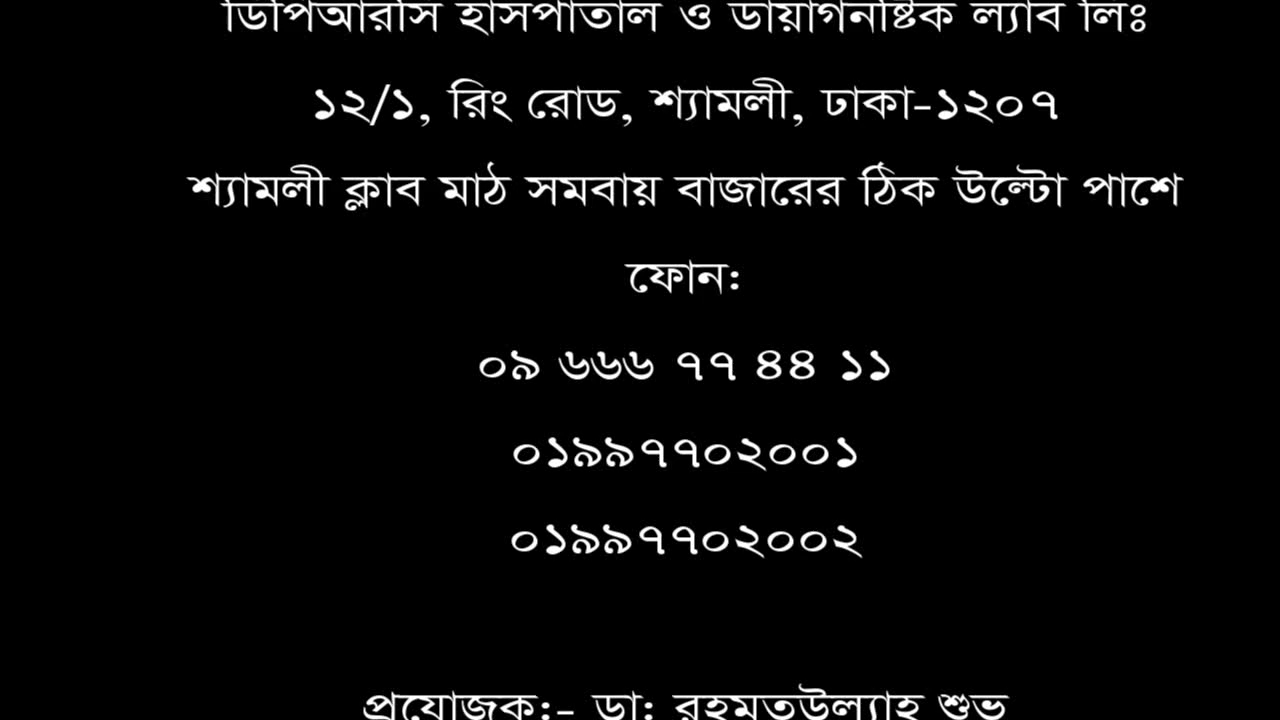 ডিপিআরসি হাসপাতাল ও ডায়াগনষ্টিক ল্যাব লিঃ
১২/১, রিং রোড, শ্যামলী, ঢাকা-১২০৭
শ্যামলী ক্লাব মাঠ সমবায় বাজারের ঠিক উল্টো পাশে
ফোন:
০৯ ৬৬৬ ৭৭ ৪৪ ১১
০১৯৯৭৭০২০০১
০১৯৯৭৭০২০০২
প্রযোজক:- ডা: রহমতউল্যাহ শুভ